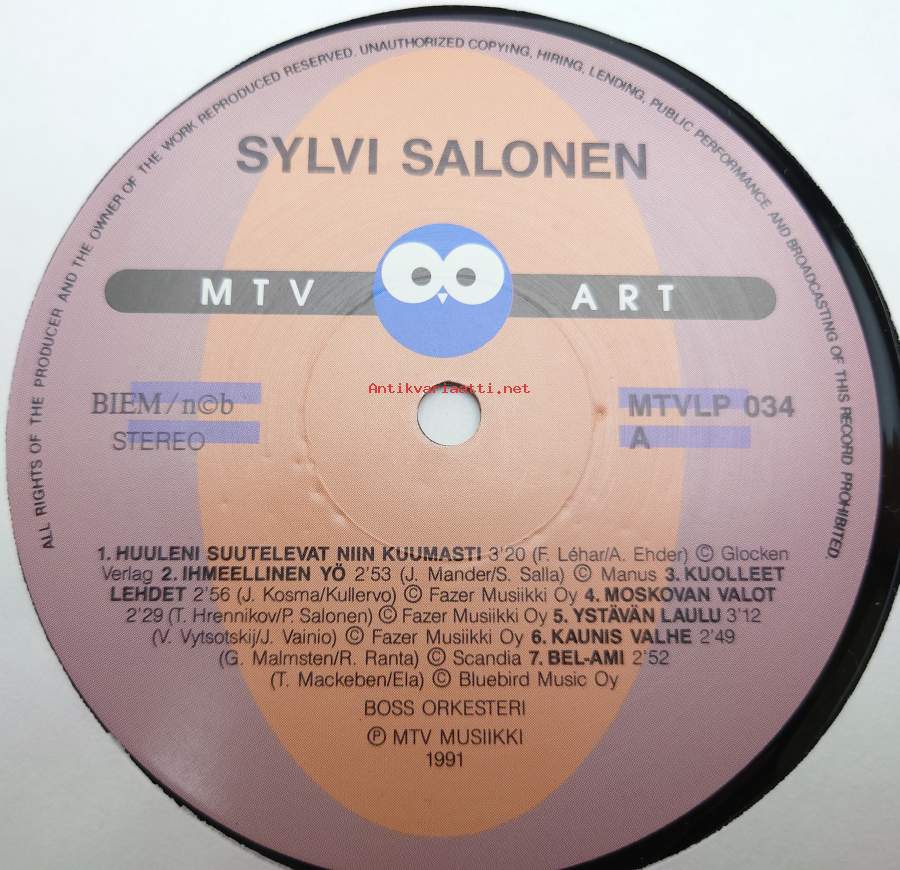 ALL RIGHTS OF THE PRODUCER AND THE OWNER OF THE WORK REPRODUCED RESERVED. UNAUTHORIZED COPYING, HIRING, LENDING, PUBLIC PERFORMANCE AND BROADCASTING OF THIS RECORD PROHIBITED.
SYLVI SALONEN
MTV ART
Antikvariaatti.net
BIEM/n©b
STEREO
MTVLP 034
A
1. HUULENI SUUTELEVAT NIIN KUUMASTI 3'20 (F. Léhar/A. Ehder) © Glocken
Verlag 2. IHMEELLINEN YÖ 2'53 (J. Mander/S. Salla) © Manus 3. KUOLLEET
LEHDET 2'56 (J. Kosma/Kullervo) © Fazer Musiikki Oy 4. MOSKOVAN VALOT
2'29 (T. Hrennikov/P. Salonen) © Fazer Musiikki Oy 5. YSTÄVÄN LAULU 3'12
(V. Vytsotskij/J. Vainio) © Fazer Musiikki Oy 6. KAUNIS VALHE 2'49
(G. Malmsten/R. Ranta) © Scandia 7. BEL-AMI 2'52
(T. Mackeben/Ela) © Bluebird Music Oy
BOSS ORKESTERI
℗ MTV MUSIIKKI
1991